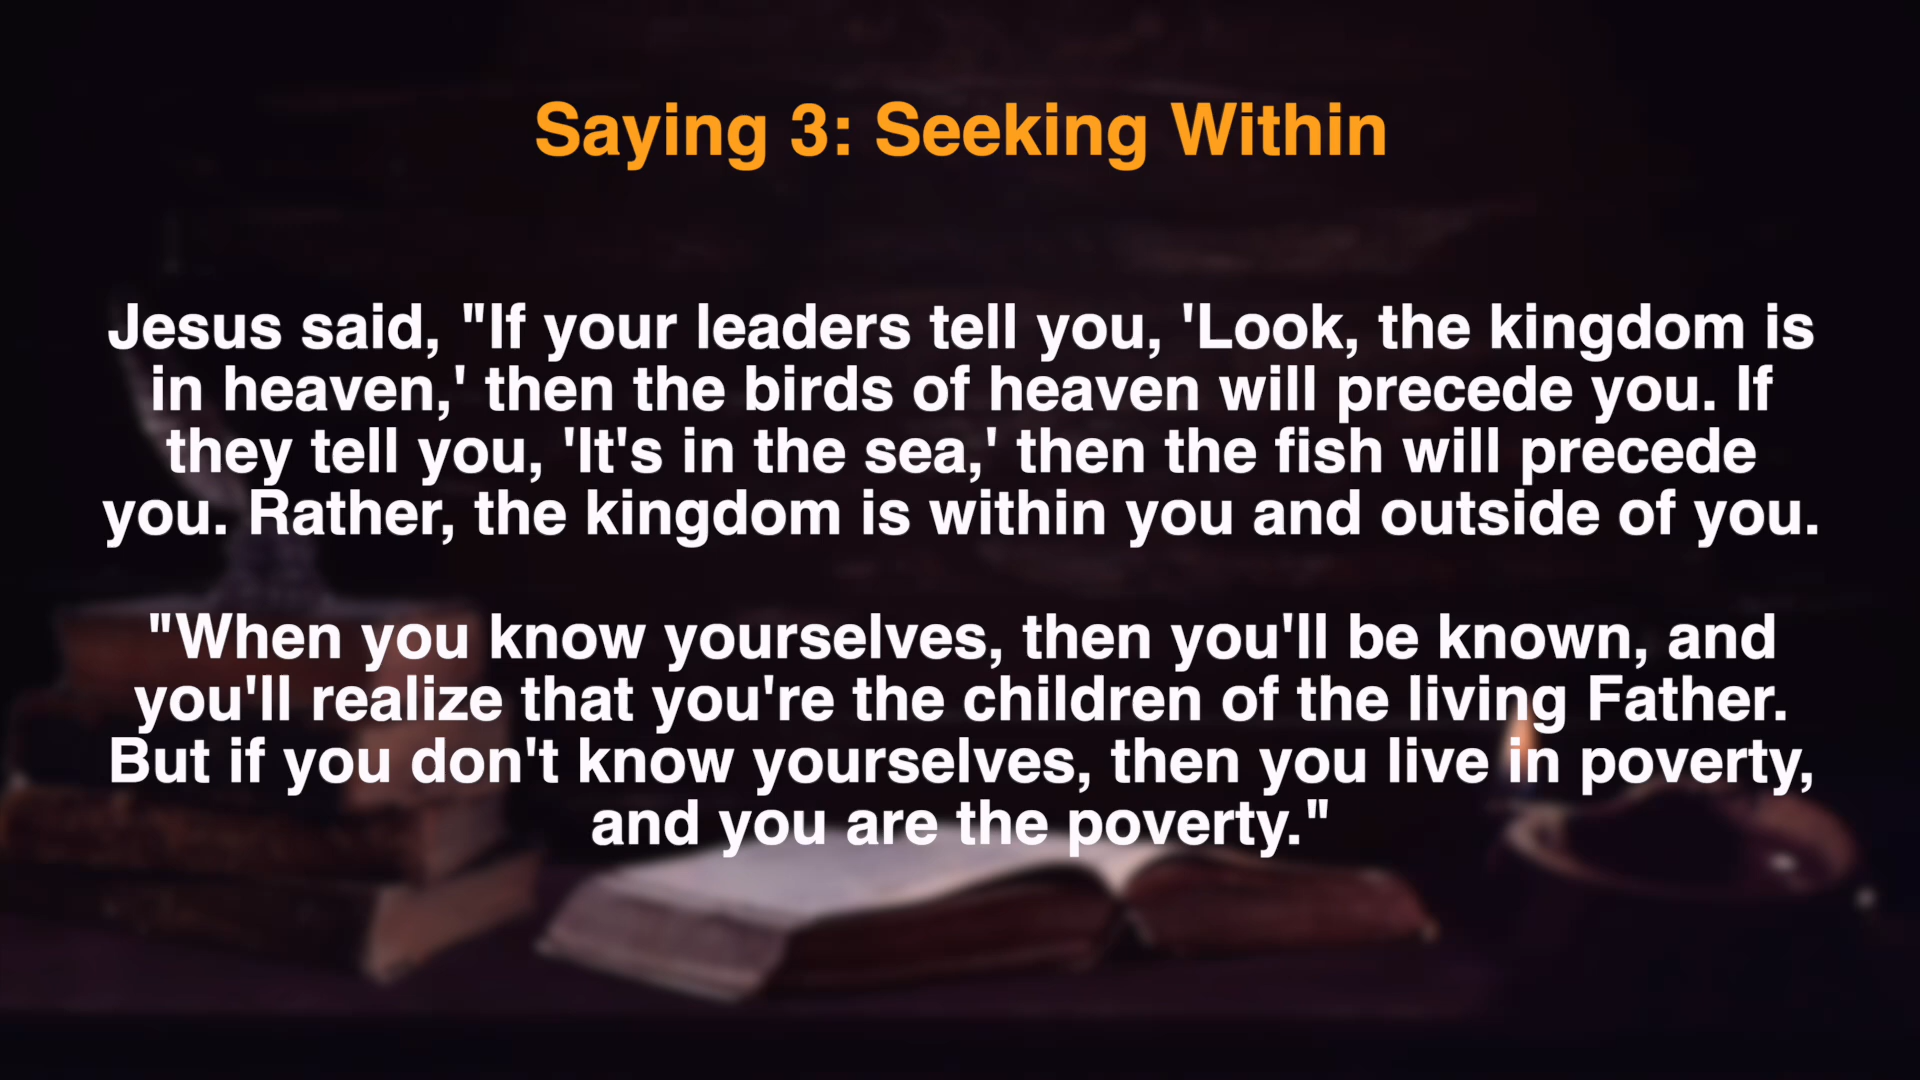 Saying 3: Seeking Within
Jesus said, "If your leaders tell you, 'Look, the kingdom is
in heaven,' then the birds of heaven will precede you. If
they tell you, 'It's in the sea,' then the fish will precede
you. Rather, the kingdom is within you and outside of you.
"When you know yourselves, then you'll be known, and
you'll realize that you're the children of the living Father.
But if you don't know yourselves, then you live in poverty,
and you are the poverty."